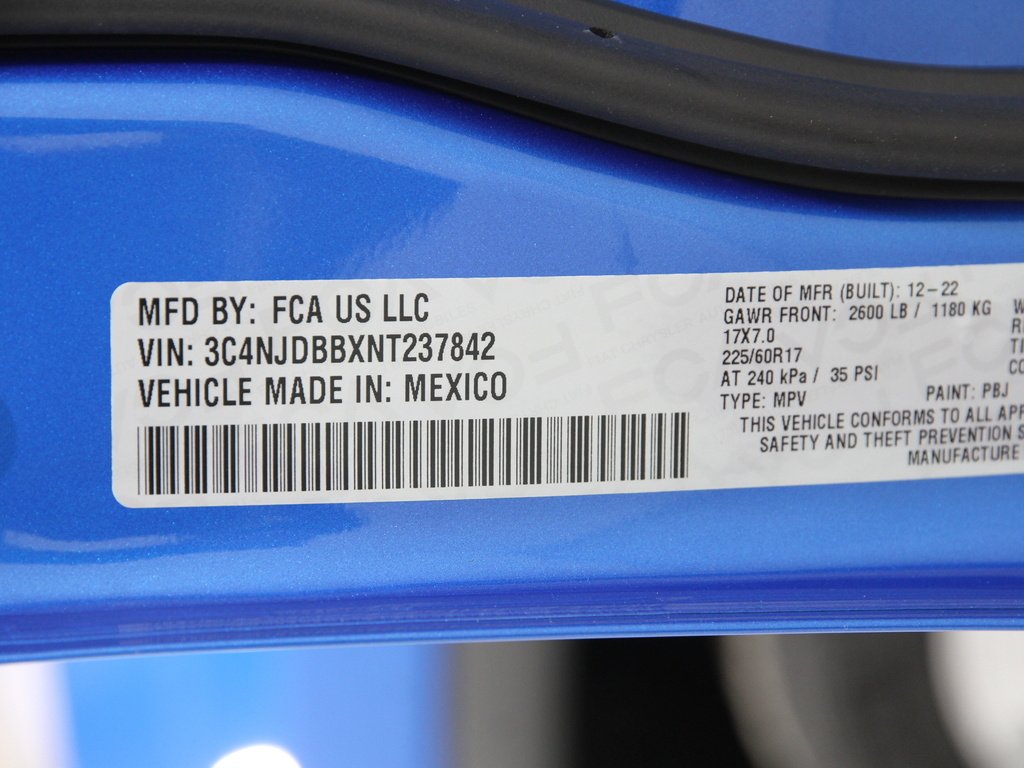 MFD BY: FCA US LLC
VIN: 3C4NJDBBXNT237842
VEHICLE MADE IN: MEXICO
DATE OF MFR (BUILT): 12-22
GAWR FRONT: 2600 LB / 1180 KG
17X7.0
225/60R17
AT 240 kPa / 35 PSI
TYPE: MPV PAINT: PBJ
THIS VEHICLE CONFORMS TO ALL
SAFETY AND THEFT PREVENTION
MANUFACTURE